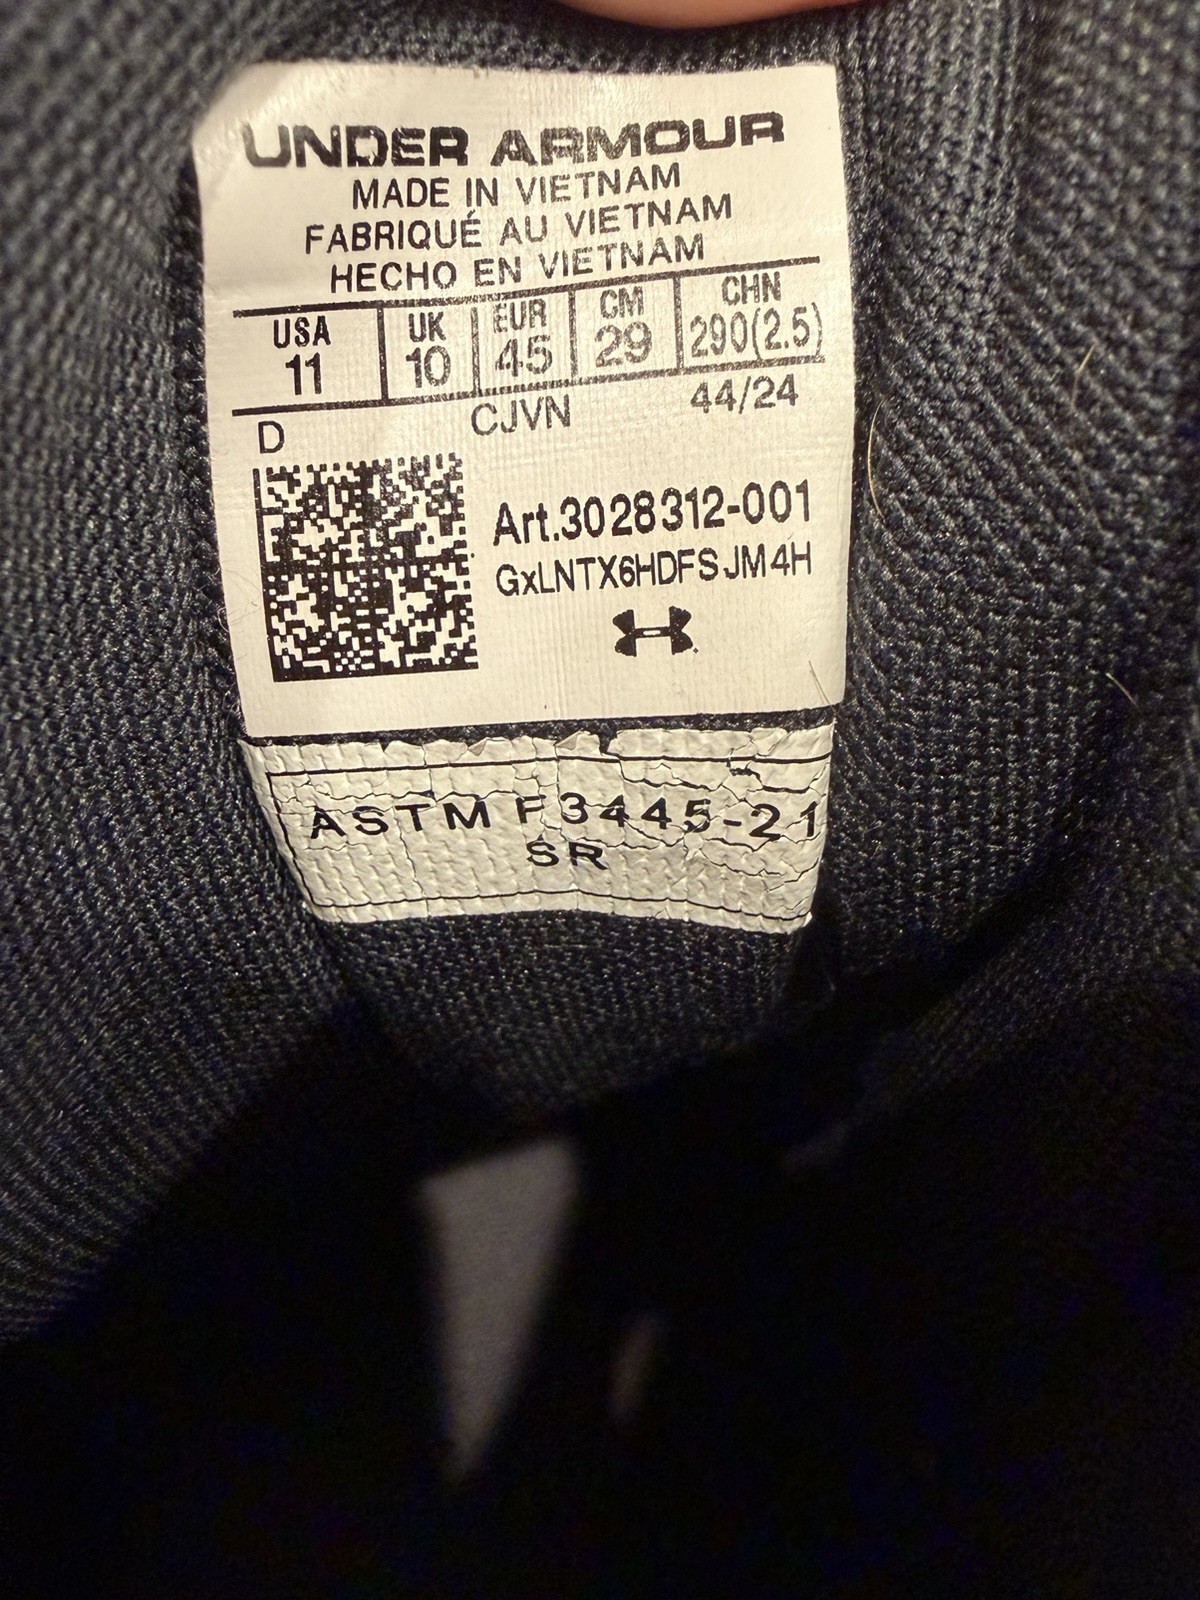 UNDER ARMOUR
MADE IN VIETNAM
FABRIQUÉ AU VIETNAM
HECHO EN VIETNAM
USA UK EUR CM CHN
11 10 45 29 290(2.5)
D CJVN 44/24
Art.3028312-001
GxLNTX6HDFSJM4H
ASTM F3445-21
SR